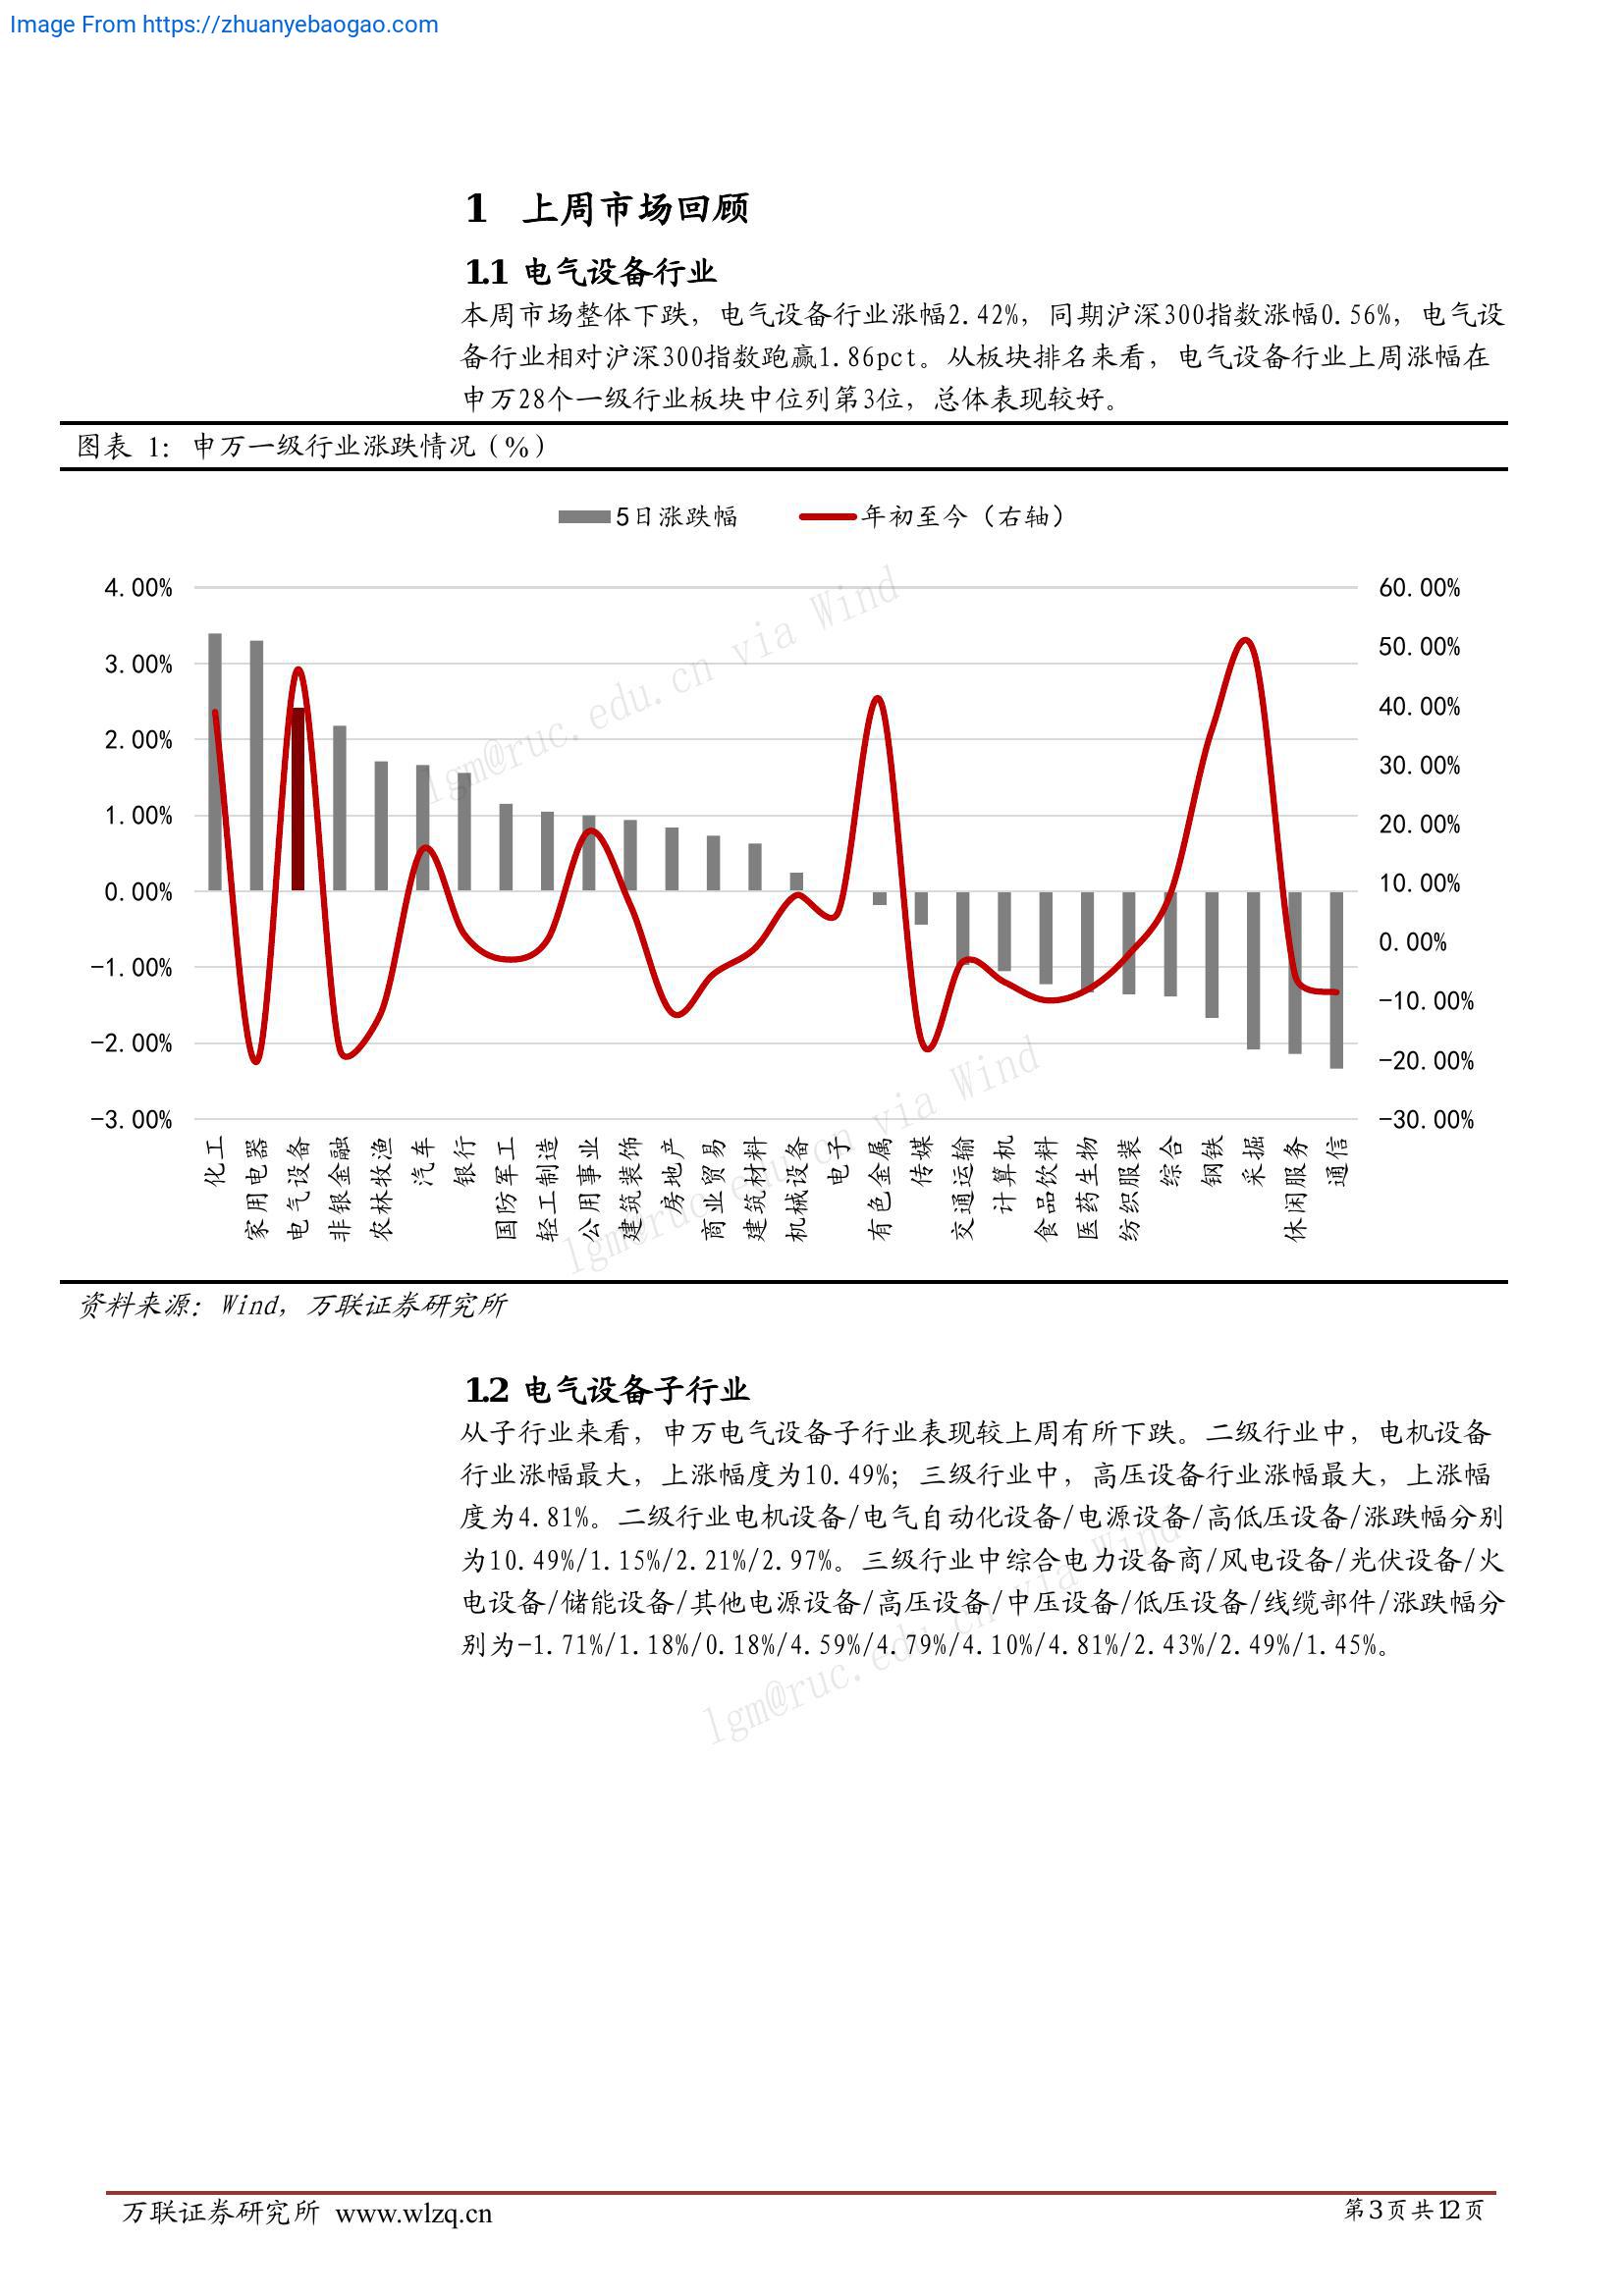 Image From https://zhuanyebaogao.com
1 上周市场回顾
1.1 电气设备行业
本周市场整体下跌，电气设备行业涨幅2.42%，同期沪深300指数涨幅0.56%，电气设
备行业相对沪深300指数跑赢1.86pct。从板块排名来看，电气设备行业上周涨幅在
申万28个一级行业板块中位列第3位，总体表现较好。
图表 1：申万一级行业涨跌情况（%）
5日涨跌幅 年初至今（右轴）
4.00%
3.00%
2.00%
1.00%
0.00%
-1.00%
-2.00%
-3.00%
60.00%
50.00%
40.00%
30.00%
20.00%
10.00%
0.00%
-10.00%
-20.00%
-30.00%
化工
家用电器
电气设备
非银金融
农林牧渔
汽车
银行
国防军工
轻工制造
公用事业
建筑装饰
房地产
商业贸易
建筑材料
机械设备
电子
有色金属
传媒
交通运输
计算机
食品饮料
医药生物
纺织服装
综合
钢铁
采掘
休闲服务
通信
lgm@ruc.edu.cn via Wind
lgm@ruc.edu.cn via Wind
资料来源：Wind，万联证券研究所
1.2 电气设备子行业
从子行业来看，申万电气设备子行业表现较上周有所下跌。二级行业中，电机设备
行业涨幅最大，上涨幅度为10.49%；三级行业中，高压设备行业涨幅最大，上涨幅
度为4.81%。二级行业电机设备/电气自动化设备/电源设备/高低压设备/涨跌幅分别
为10.49%/1.15%/2.21%/2.97%。三级行业中综合电力设备商/风电设备/光伏设备/火
电设备/储能设备/其他电源设备/高压设备/中压设备/低压设备/线缆部件/涨跌幅分
别为-1.71%/1.18%/0.18%/4.59%/4.79%/4.10%/4.81%/2.43%/2.49%/1.45%。
lgm@ruc.edu.cn via Wind
万联证券研究所 www.wlzq.cn
第3页共12页